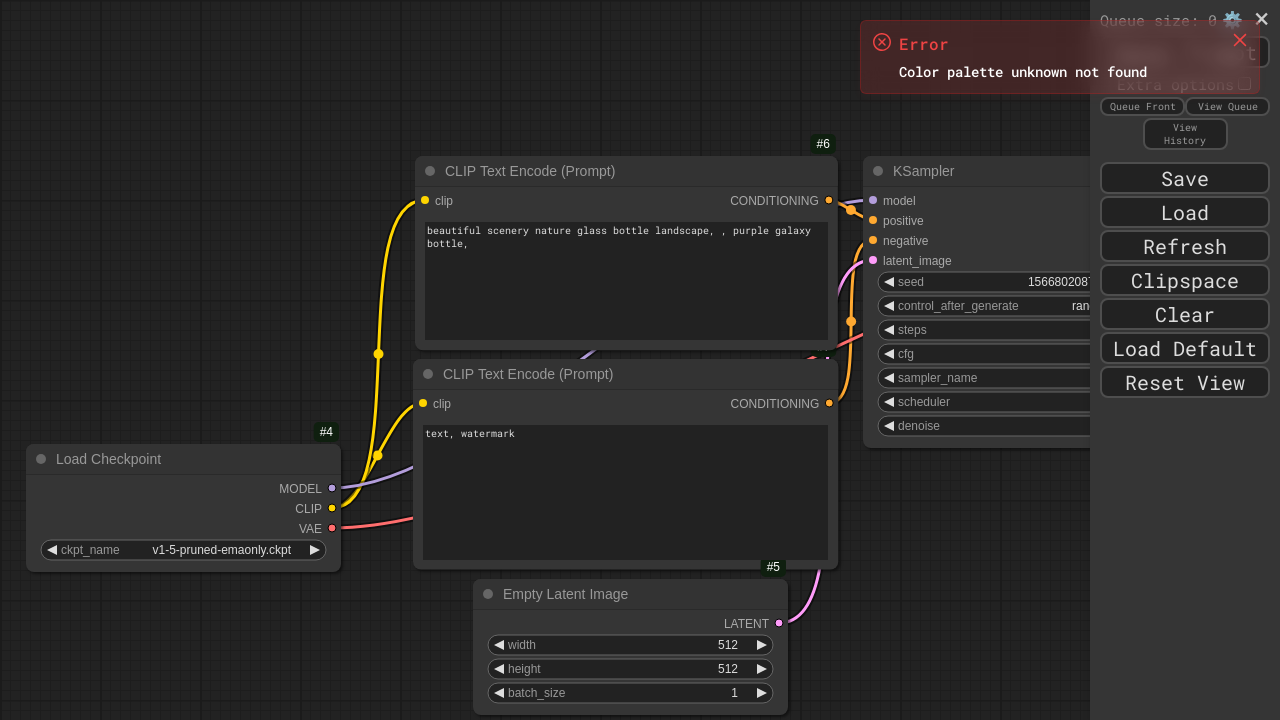 Queue size: 0
Error
Color palette unknown not found
Extra options
Queue Front
View Queue
View
History
Save
Load
Refresh
Clipspace
Clear
Load Default
Reset View
#6
CLIP Text Encode (Prompt)
clip
CONDITIONING
beautiful scenery nature glass bottle landscape, , purple galaxy
bottle,
KSampler
model
positive
negative
latent_image
seed
control_after_generate
steps
cfg
sampler_name
scheduler
denoise
CLIP Text Encode (Prompt)
clip
CONDITIONING
text, watermark
#4
Load Checkpoint
MODEL
CLIP
VAE
ckpt_name v1-5-pruned-emaonly.ckpt
#5
Empty Latent Image
LATENT
width 512
height 512
batch_size 1